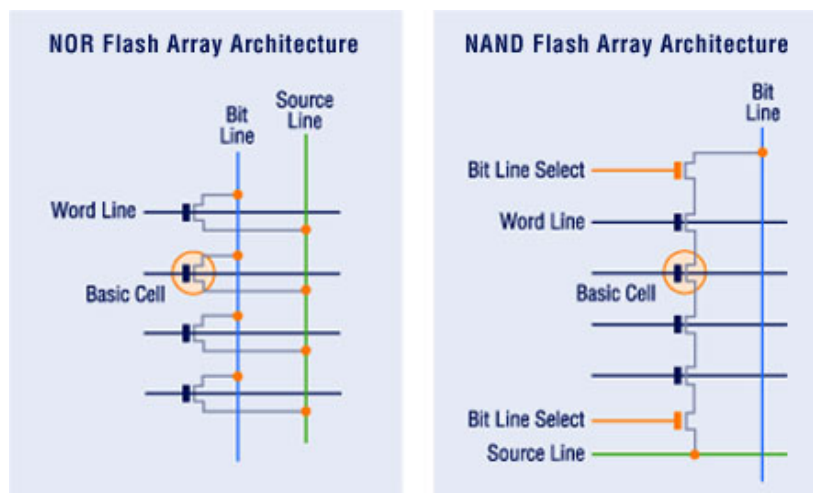 NOR Flash Array Architecture
Bit
Line
Source
Line
Word Line
Basic Cell
NAND Flash Array Architecture
Bit
Line
Bit Line Select
Word Line
Basic Cell
Bit Line Select
Source Line